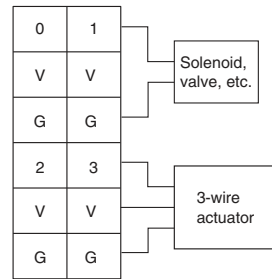 0 1
V V
G G
2 3
V V
G G
Solenoid,
valve, etc.
3-wire
actuator